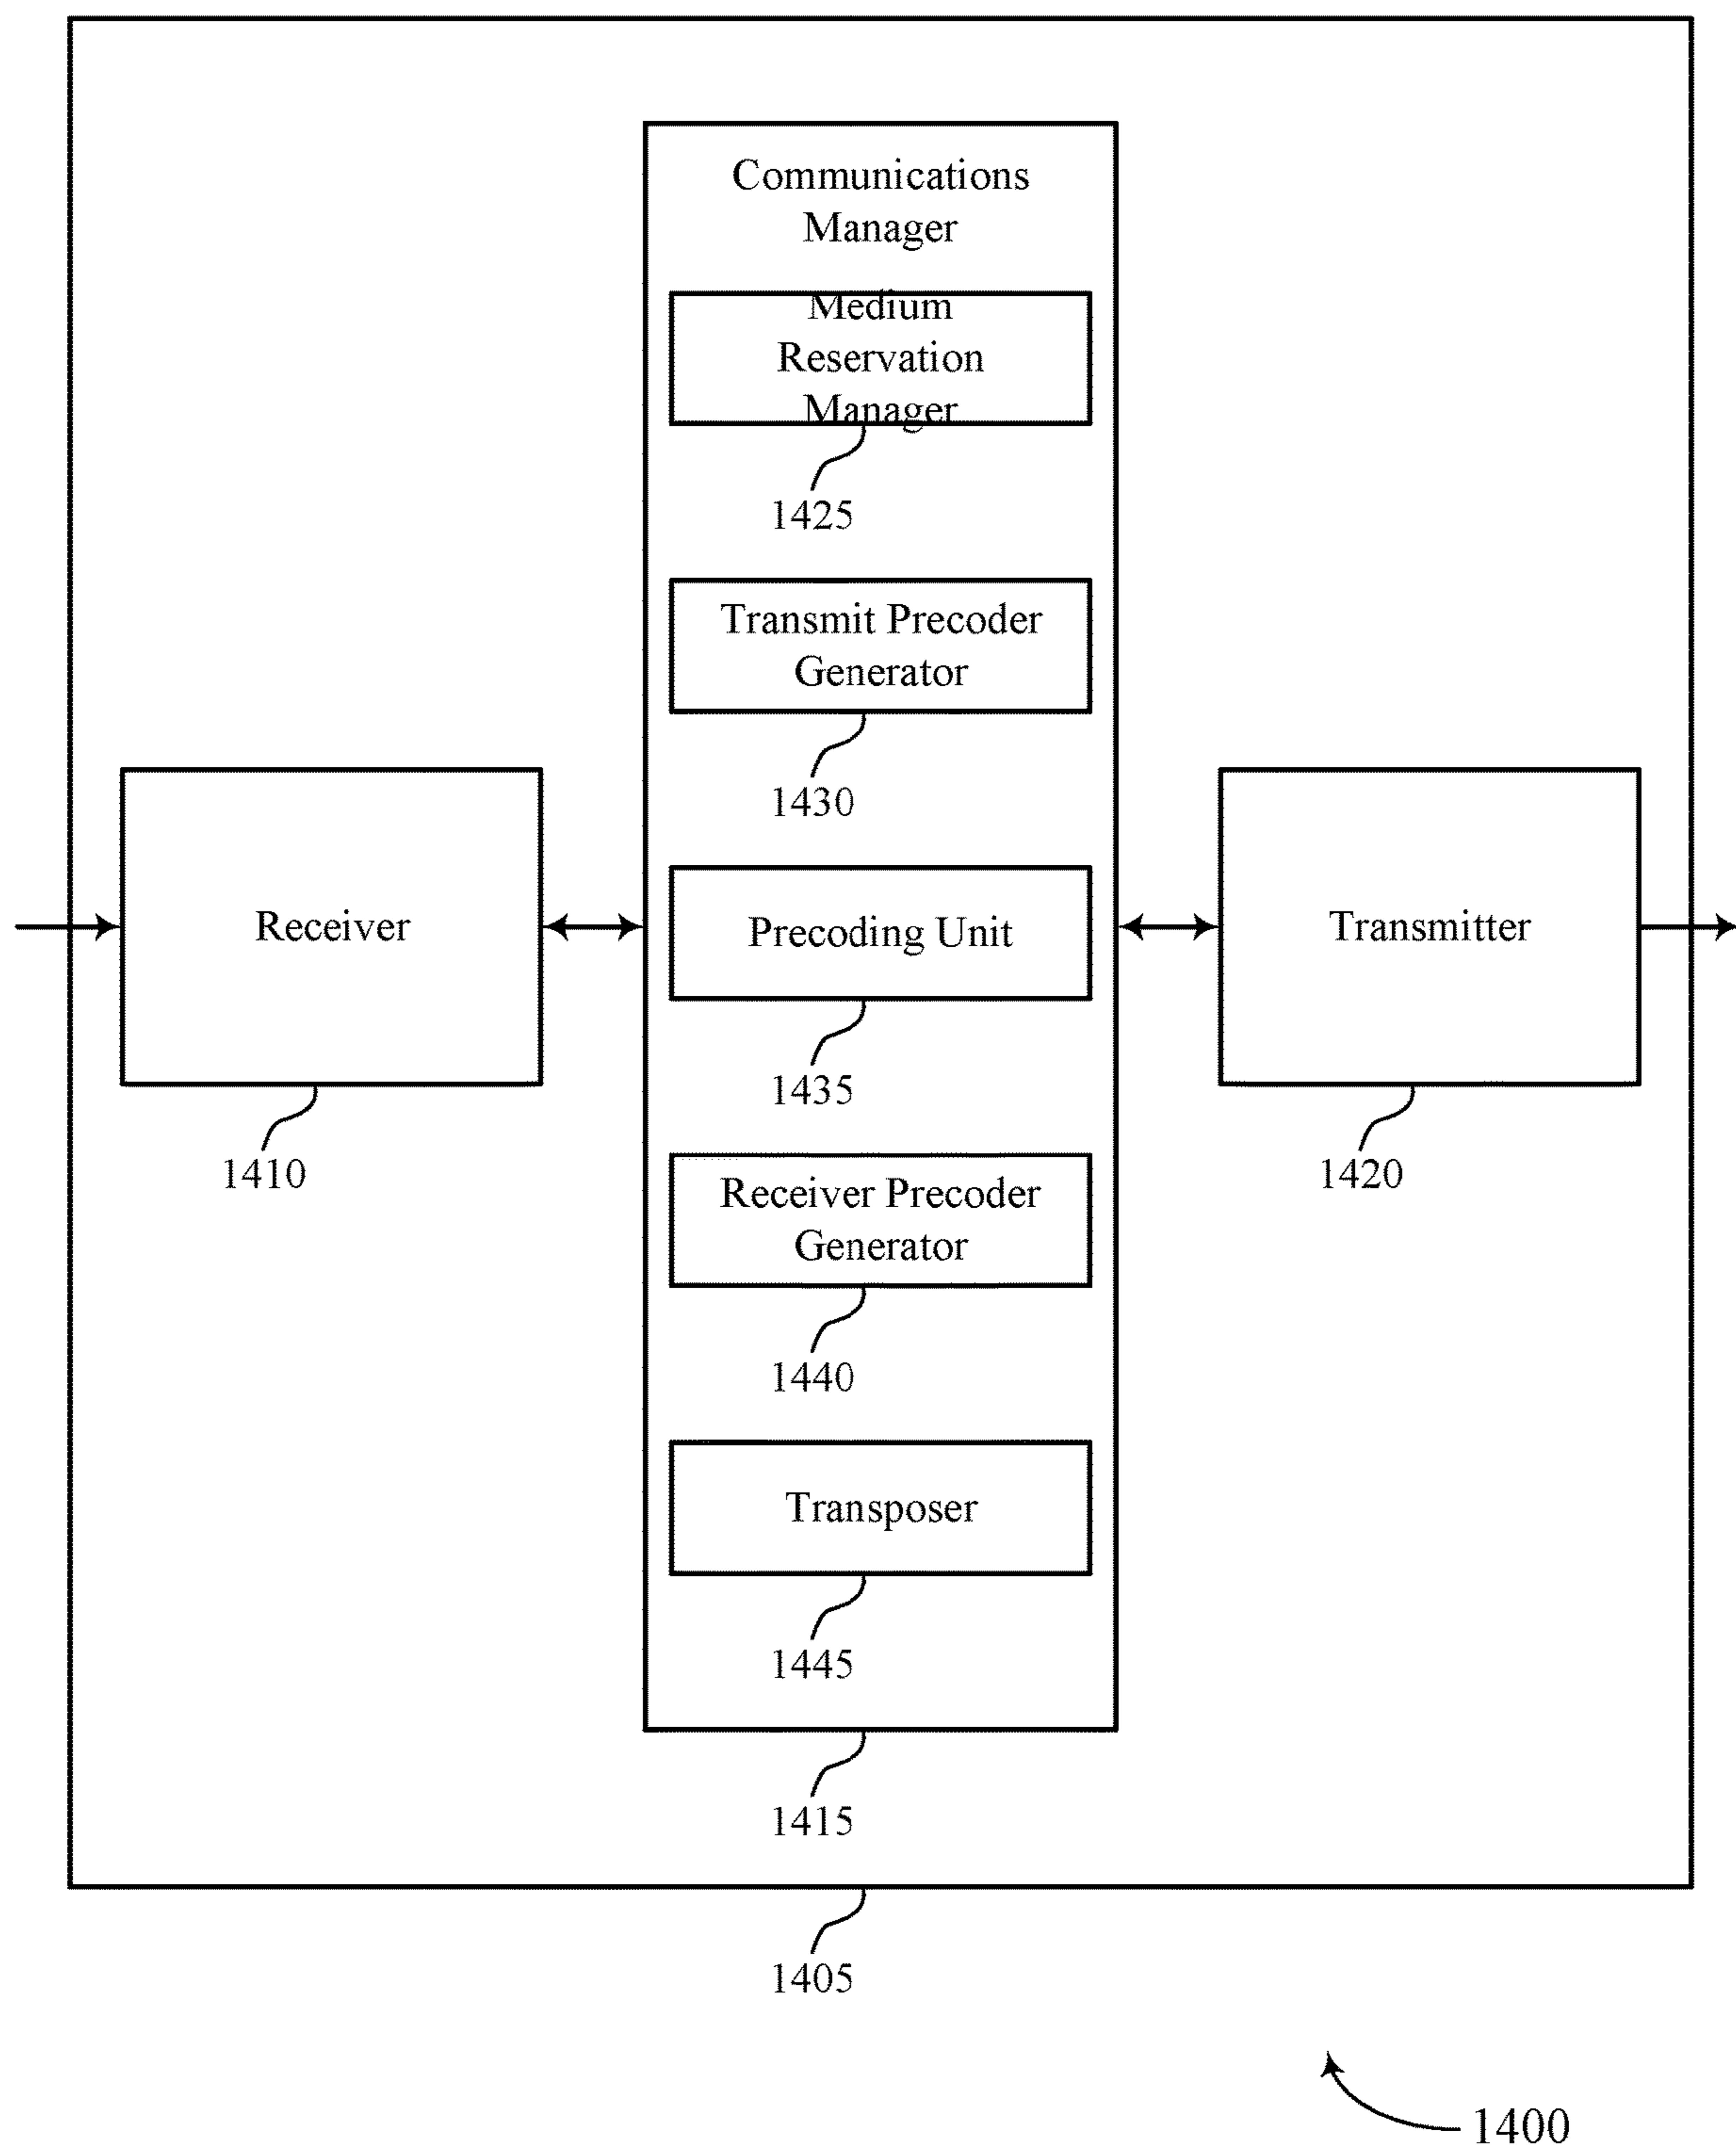 Communications
Manager
Medium
Reservation
Manager
1425
Transmit Precoder
Generator
1430
Receiver
1410
Precoding Unit
1435
Transmitter
1420
Receiver Precoder
Generator
1440
Transposer
1445
1415
1405
1400